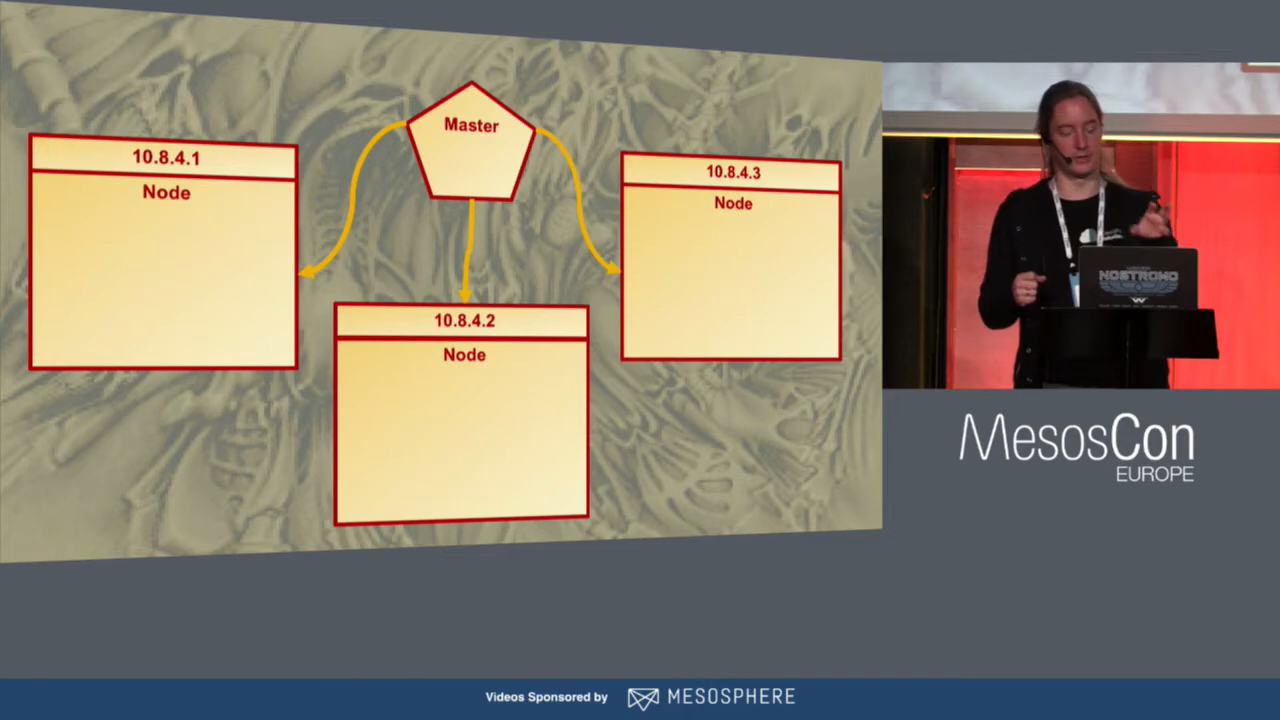 Master
10.8.4.1
Node
10.8.4.3
Node
10.8.4.2
Node
NOSTROMO
MesosCon
EUROPE
Videos Sponsored by MESOSPHERE